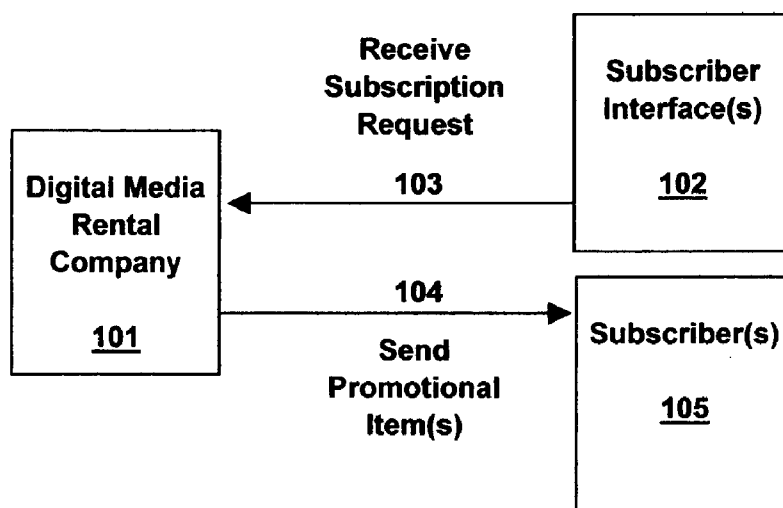 Digital Media
Rental
Company
101
Receive
Subscription
Request
103
Subscriber
Interface(s)
102
104
Send
Promotional
Item(s)
Subscriber(s)
105